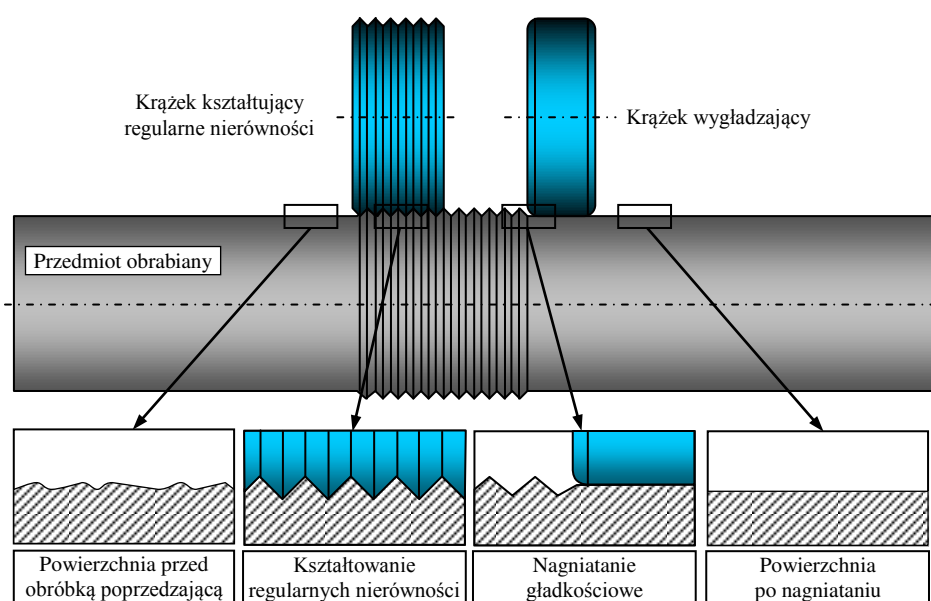 Krążek kształtujący
regularne nierówności
Krążek wygładzający
Przedmiot obrabiany
Powierzchnia przed
obróbką poprzedzającą
Kształtowanie
regularnych nierówności
Nagniatanie
gładkościowe
Powierzchnia
po nagniataniu